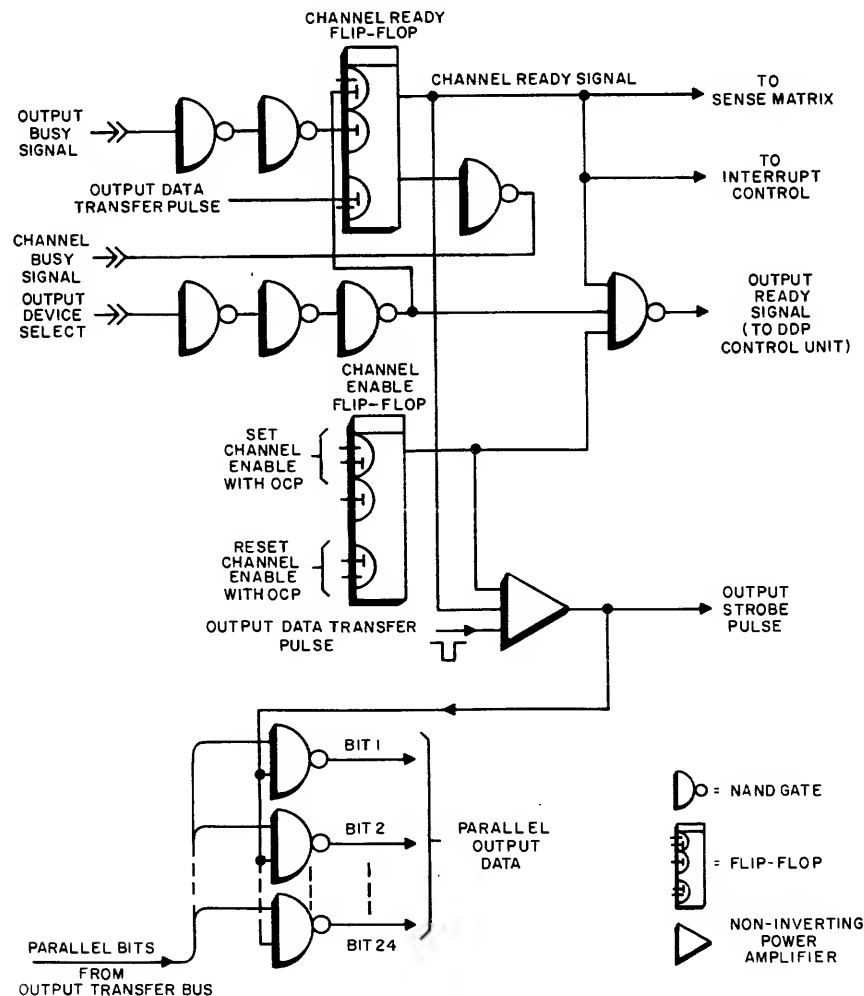 CHANNEL READY
FLIP-FLOP
CHANNEL READY SIGNAL
TO
SENSE MATRIX
OUTPUT
BUSY
SIGNAL
TO
INTERRUPT
CONTROL
OUTPUT DATA
TRANSFER PULSE
CHANNEL
BUSY
SIGNAL
OUTPUT
DEVICE
SELECT
OUTPUT
READY
SIGNAL
(TO DDP
CONTROL UNIT)
CHANNEL
ENABLE
FLIP-FLOP
SET
CHANNEL
ENABLE
WITH OCP
RESET
CHANNEL
ENABLE
WITH OCP
OUTPUT DATA TRANSFER
PULSE
OUTPUT
STROBE
PULSE
BIT 1
BIT 2
BIT 24
PARALLEL
OUTPUT
DATA
PARALLEL BITS
FROM
OUTPUT TRANSFER BUS
= NAND GATE
= FLIP-FLOP
NON-INVERTING
= POWER
AMPLIFIER